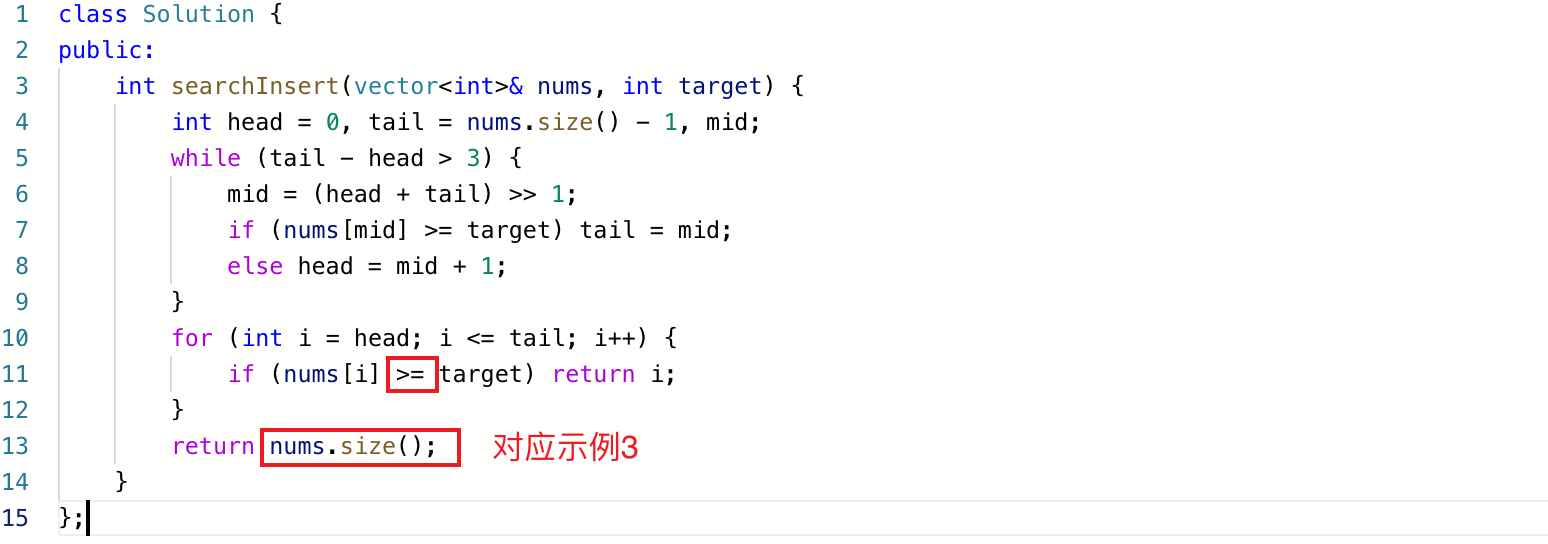 1 class Solution {
2 public:
3     int searchInsert(vector<int>& nums, int target) {
4         int head = 0, tail = nums.size() - 1, mid;
5         while (tail - head > 3) {
6             mid = (head + tail) >> 1;
7             if (nums[mid] >= target) tail = mid;
8             else head = mid + 1;
9         }
10         for (int i = head; i <= tail; i++) {
11             if (nums[i] >= target) return i;
12         }
13         return nums.size(); 对应示例3
14     }
15 };